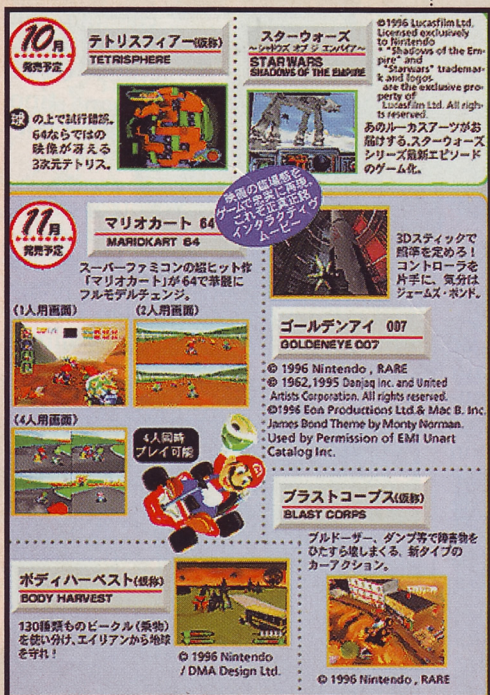 10月
発売予定
テトリスフィアー(仮称)
TETRISPHERE
球の上で試行錯誤。
64ならではの
映像が冴える
3次元テトリス。
スターウォーズ
〜シャドウズ オブ ジ エンパイア〜
STARWARS
SHADOWS OF THE EMPIRE
©1996 Lucasfilm Ltd.
Licensed exclusively
to Nintendo
* "Shadows of the Em-
pire" and
"Starwars" trademar-
k and logos
are the exclusive pro-
perty of
Lucasfilm Ltd. All righ-
ts reserved.
あのルーカスアーツがお
届けする、スターウォーズ
シリーズ最新エピソード
のゲーム化。
11月
発売予定
マリオカート 64
MARIOKART 64
スーパーファミコンの超ヒット作
「マリオカート」が64で華麗に
フルモデルチェンジ。
(1人用画面)
(2人用画面)
(4人用画面)
4人同時
プレイ可能
映画の臨場感を
ゲームで忠実に再現。
これぞ正真正銘
インタラクティヴ
ムービー
3Dスティックで
照準を定めろ!
コントローラを
片手に、気分は
ジェームズ・ボンド。
ゴールデンアイ 007
GOLDENEYE 007
© 1996 Nintendo , RARE
© 1962,1995 Danjaq Inc. and United
Artists Corporation. All rights reserved.
©1996 Eon Productions Ltd.& Mac B. Inc.
James Bond Theme by Monty Norman.
Used by Permission of EMI Unart
Catalog Inc.
ブラストコープス(仮称)
BLAST CORPS
ブルドーザー、ダンプ等で障害物を
ひたすら壊しまくる、新タイプの
カーアクション。
© 1996 Nintendo , RARE
ボディハーベスト(仮称)
BODY HARVEST
130種類ものビークル(乗物)
を使い分け、エイリアンから地球
を守れ!
© 1996 Nintendo
/ DMA Design Ltd.